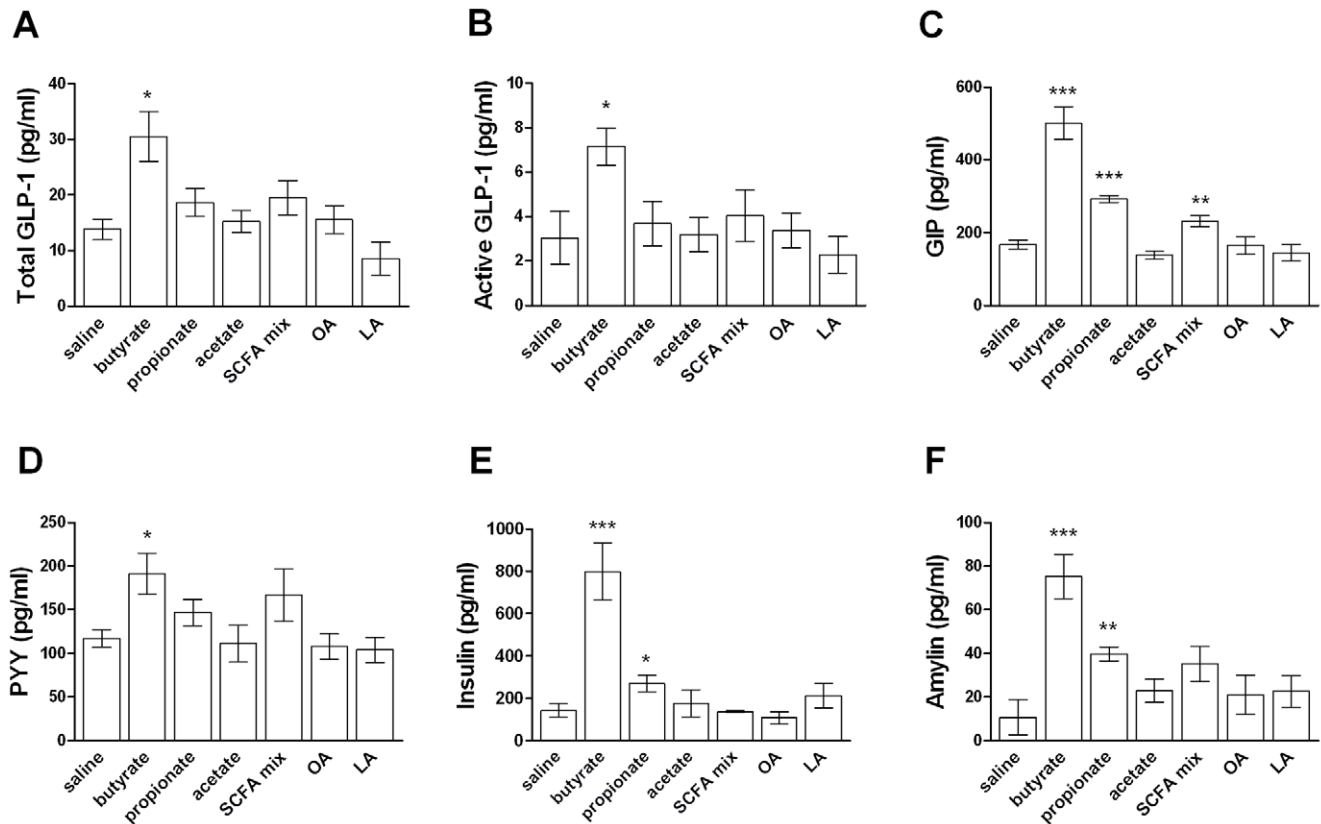 A
Total GLP-1 (pg/ml)
40
30
20
10
0
*
saline
butyrate
propionate
acetate
SCFA mix
OA
LA
B
Active GLP-1 (pg/ml)
10
8
6
4
2
0
*
saline
butyrate
propionate
acetate
SCFA mix
OA
LA
C
GIP (pg/ml)
600
400
200
0
***
***
**
saline
butyrate
propionate
acetate
SCFA mix
OA
LA
D
PYY (pg/ml)
250
200
150
100
50
0
*
saline
butyrate
propionate
acetate
SCFA mix
OA
LA
E
Insulin (pg/ml)
1000
800
600
400
200
0
***
*
saline
butyrate
propionate
acetate
SCFA mix
OA
LA
F
Amylin (pg/ml)
100
80
60
40
20
0
***
**
saline
butyrate
propionate
acetate
SCFA mix
OA
LA